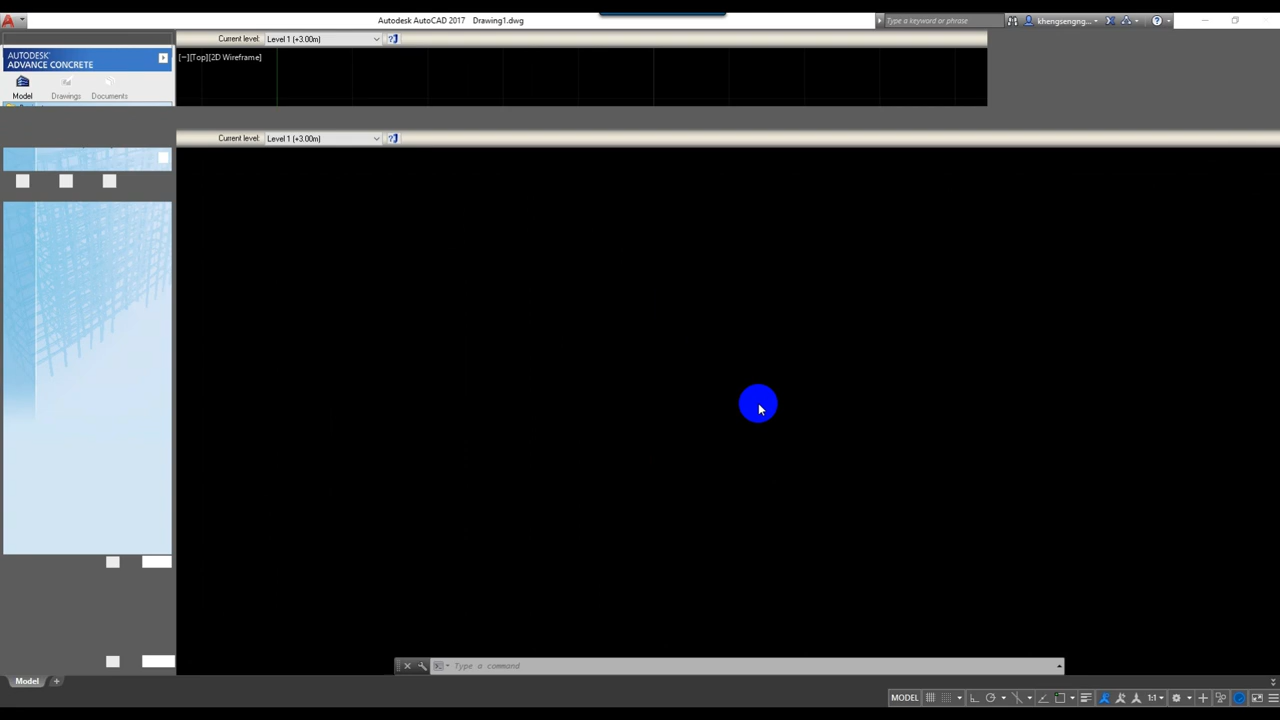 Autodesk AutoCAD 2017 Drawing1.dwg
Type a keyword or phrase
khengsengng...
Current level: Level 1 (+3.00m)
AUTODESK®
ADVANCE CONCRETE
[−][Top][2D Wireframe]
Model Drawings Documents
Current level: Level 1 (+3.00m)
Type a command
Model
MODEL
1:1